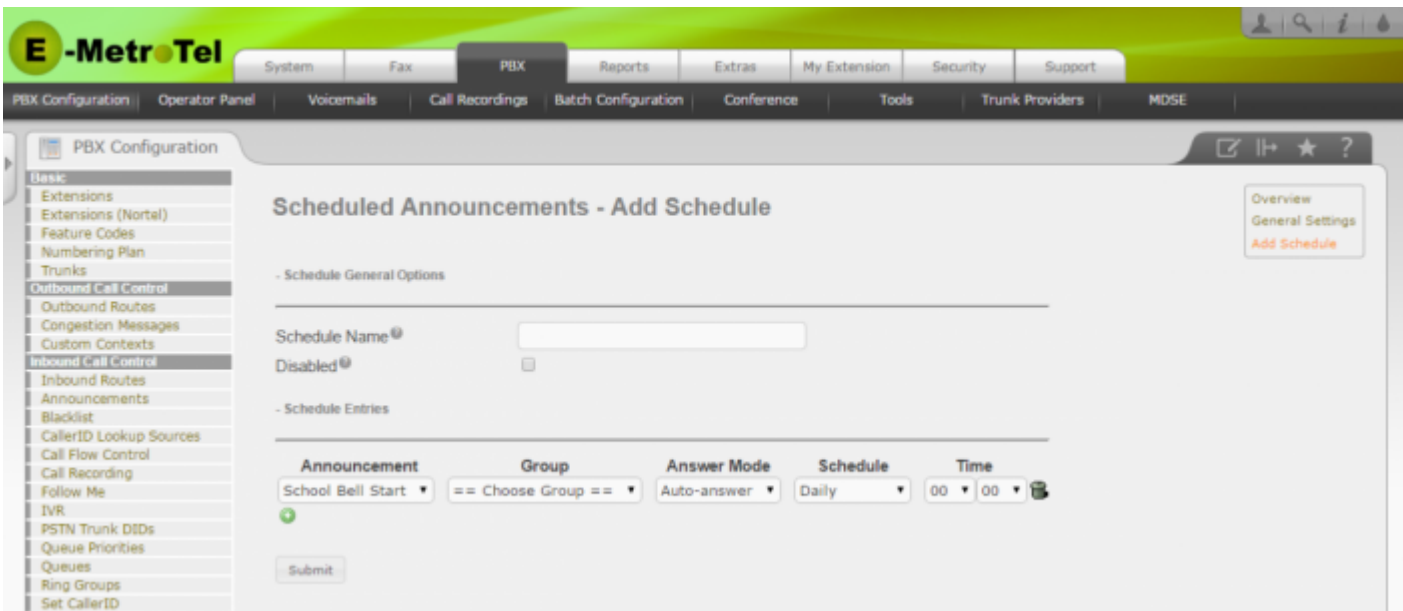 E-MetroTel
System Fax PBX Reports Extras My Extension Security Support
PBX Configuration Operator Panel Voicemails Call Recordings Batch Configuration Conference Tools Trunk Providers MDSE
PBX Configuration
Basic
Extensions
Extensions (Nortel)
Feature Codes
Numbering Plan
Trunks
Outbound Call Control
Outbound Routes
Congestion Messages
Custom Contexts
Inbound Call Control
Inbound Routes
Announcements
Blacklist
CallerID Lookup Sources
Call Flow Control
Call Recording
Follow Me
IVR
PSTN Trunk DIDs
Queue Priorities
Queues
Ring Groups
Set CallerID
Scheduled Announcements - Add Schedule
- Schedule General Options
Schedule Name
Disabled
- Schedule Entries
Announcement Group Answer Mode Schedule Time
School Bell Start == Choose Group == Auto-answer Daily 00 00
Submit
Overview
General Settings
Add Schedule